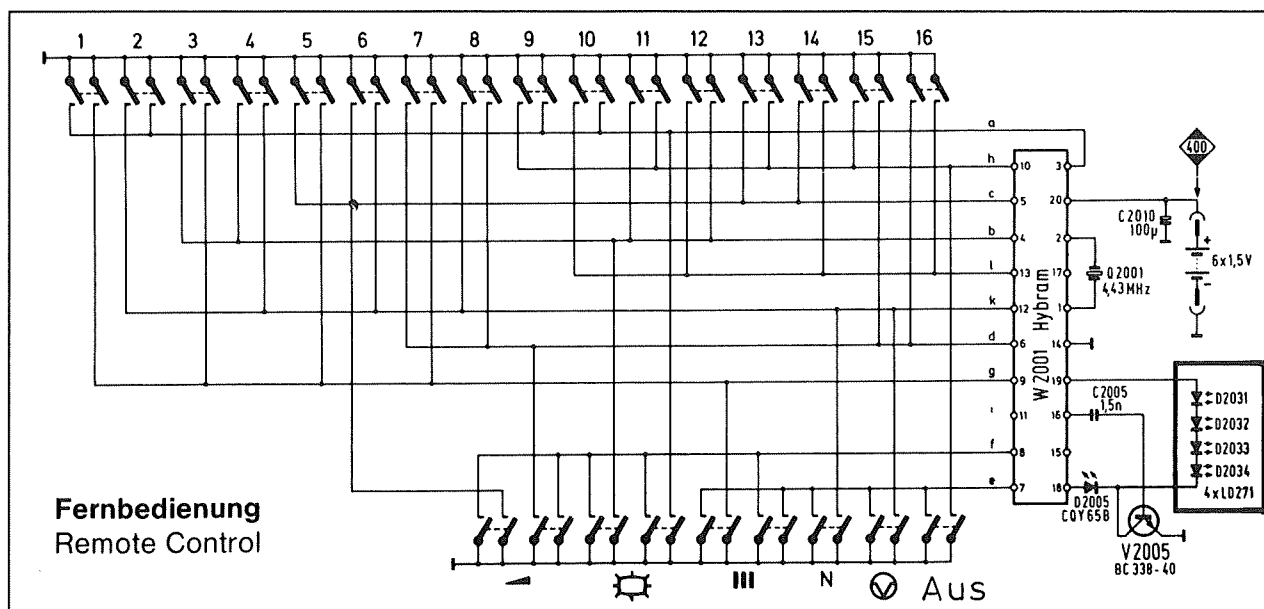 1 2 3 4 5 6 7 8 9 10 11 12 13 14 15 16
a
h 10 3
400
c 5 20
C2010
100µ
b 4 2
+
6x1,5V
l 13 17
Q2001
4,43MHz
-
k 12 1
Hybram
d 6 14
W2001
g 9 19
C2005
1,5n
D2031
i 11 16
D2032
f 8 15
D2033
D2034
e 7 18
4xLD271
D2005
CQY65B
V2005
BC338-40
Fernbedienung
Remote Control
III N V Aus